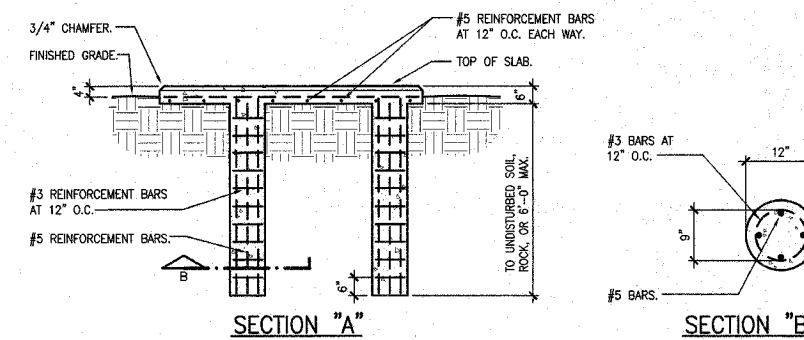 3/4" CHAMFER.
FINISHED GRADE.
#5 REINFORCEMENT BARS
AT 12" O.C. EACH WAY.
TOP OF SLAB.
4"
6"
#3 REINFORCEMENT BARS
AT 12" O.C.
#5 REINFORCEMENT BARS.
B
6"
TO UNDISTURBED SOIL,
ROCK, OR 6'-0" MAX.
SECTION "A"
#3 BARS AT
12" O.C.
12"
9"
#5 BARS.
SECTION "B